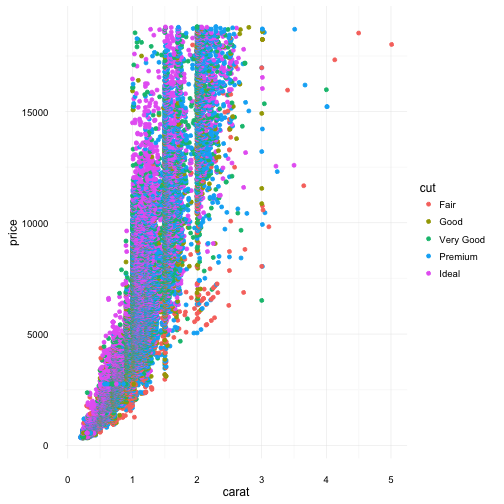 15000
10000
5000
0
price
0 1 2 3 4 5
carat
cut
Fair
Good
Very Good
Premium
Ideal